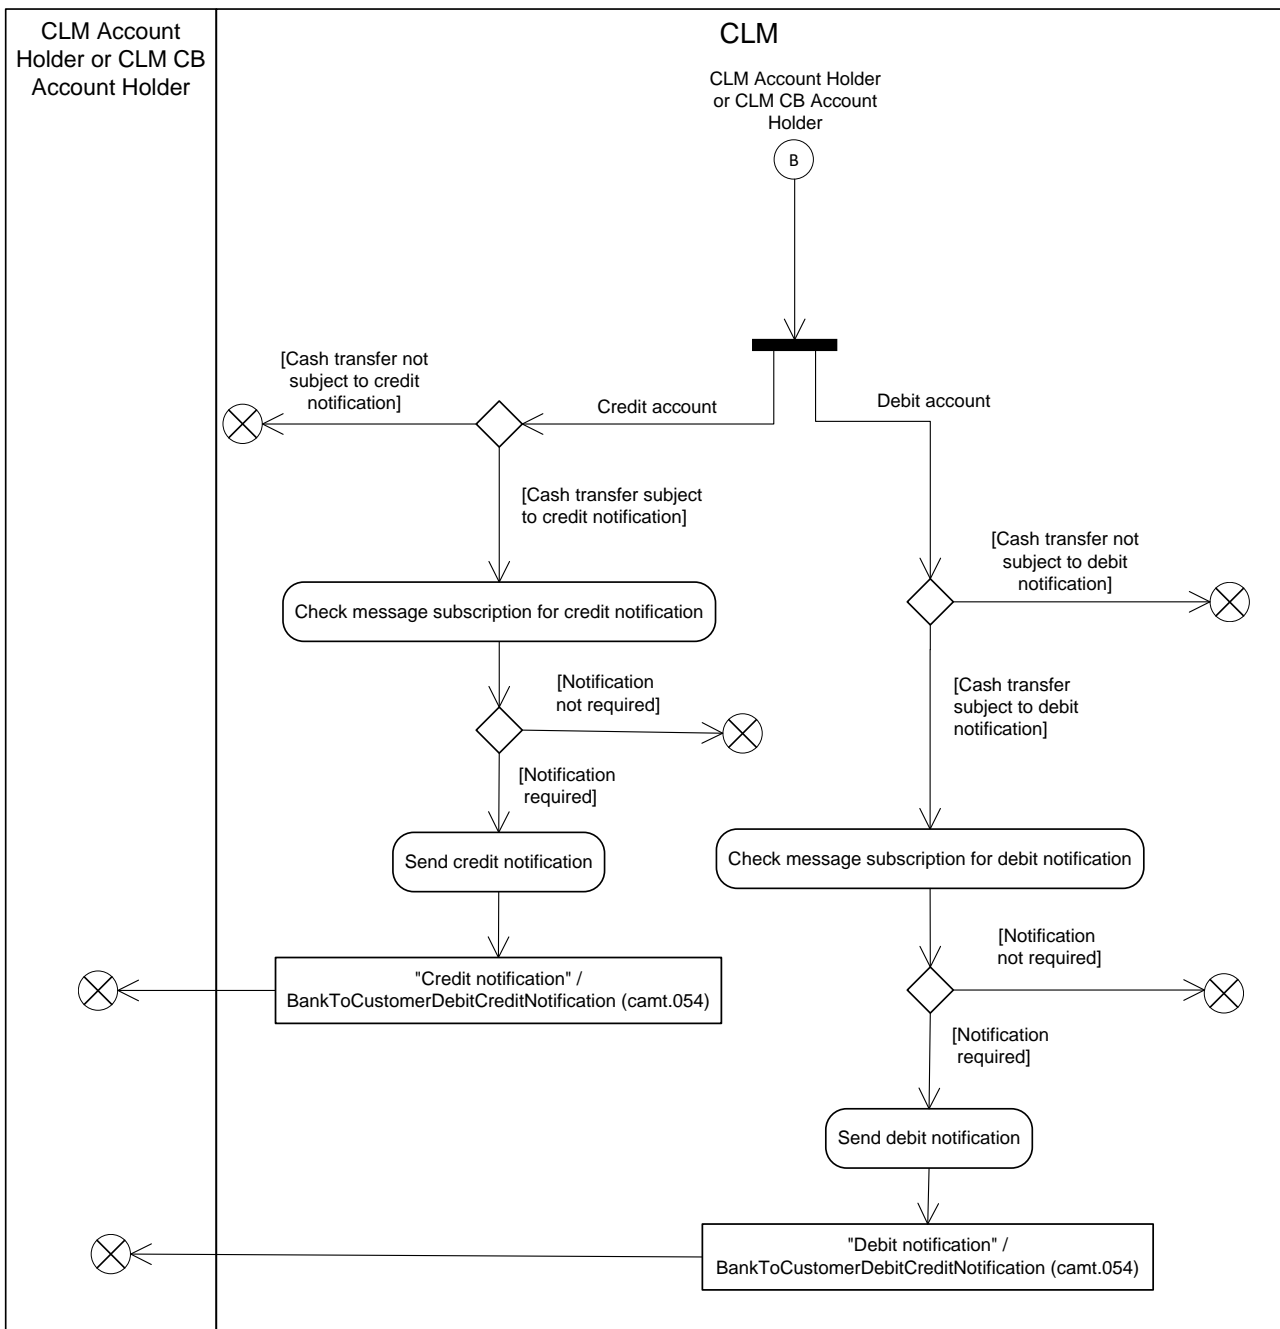 CLM Account
Holder or CLM CB
Account Holder
CLM
CLM Account Holder
or CLM CB Account
Holder
B
[Cash transfer not
subject to credit
notification]
Credit account
Debit account
[Cash transfer subject
to credit notification]
[Cash transfer not
subject to debit
notification]
Check message subscription for credit notification
[Notification
not required]
[Cash transfer
subject to debit
notification]
[Notification
required]
Send credit notification
Check message subscription for debit notification
[Notification
not required]
"Credit notification" /
BankToCustomerDebitCreditNotification (camt.054)
[Notification
required]
Send debit notification
"Debit notification" /
BankToCustomerDebitCreditNotification (camt.054)